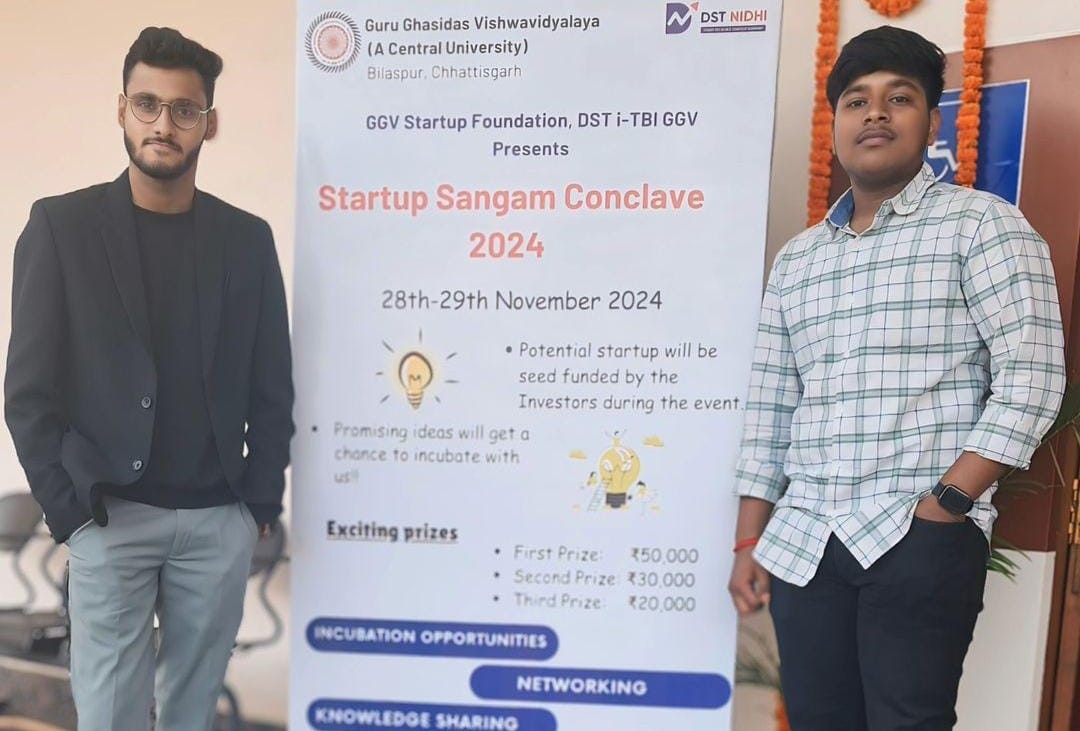 Guru Ghasidas Vishwavidyalaya
(A Central University)
Bilaspur, Chhattisgarh
DST NIDHI
GGV Startup Foundation, DST i-TBI GGV
Presents
Startup Sangam Conclave
2024
28th-29th November 2024
• Potential startup will be
seed funded by the
Investors during the event.
• Promising ideas will get a
chance to incubate with
us!!
Exciting prizes
• First Prize: ₹50,000
• Second Prize: ₹30,000
• Third Prize: ₹20,000
INCUBATION OPPORTUNITIES
NETWORKING
KNOWLEDGE SHARING